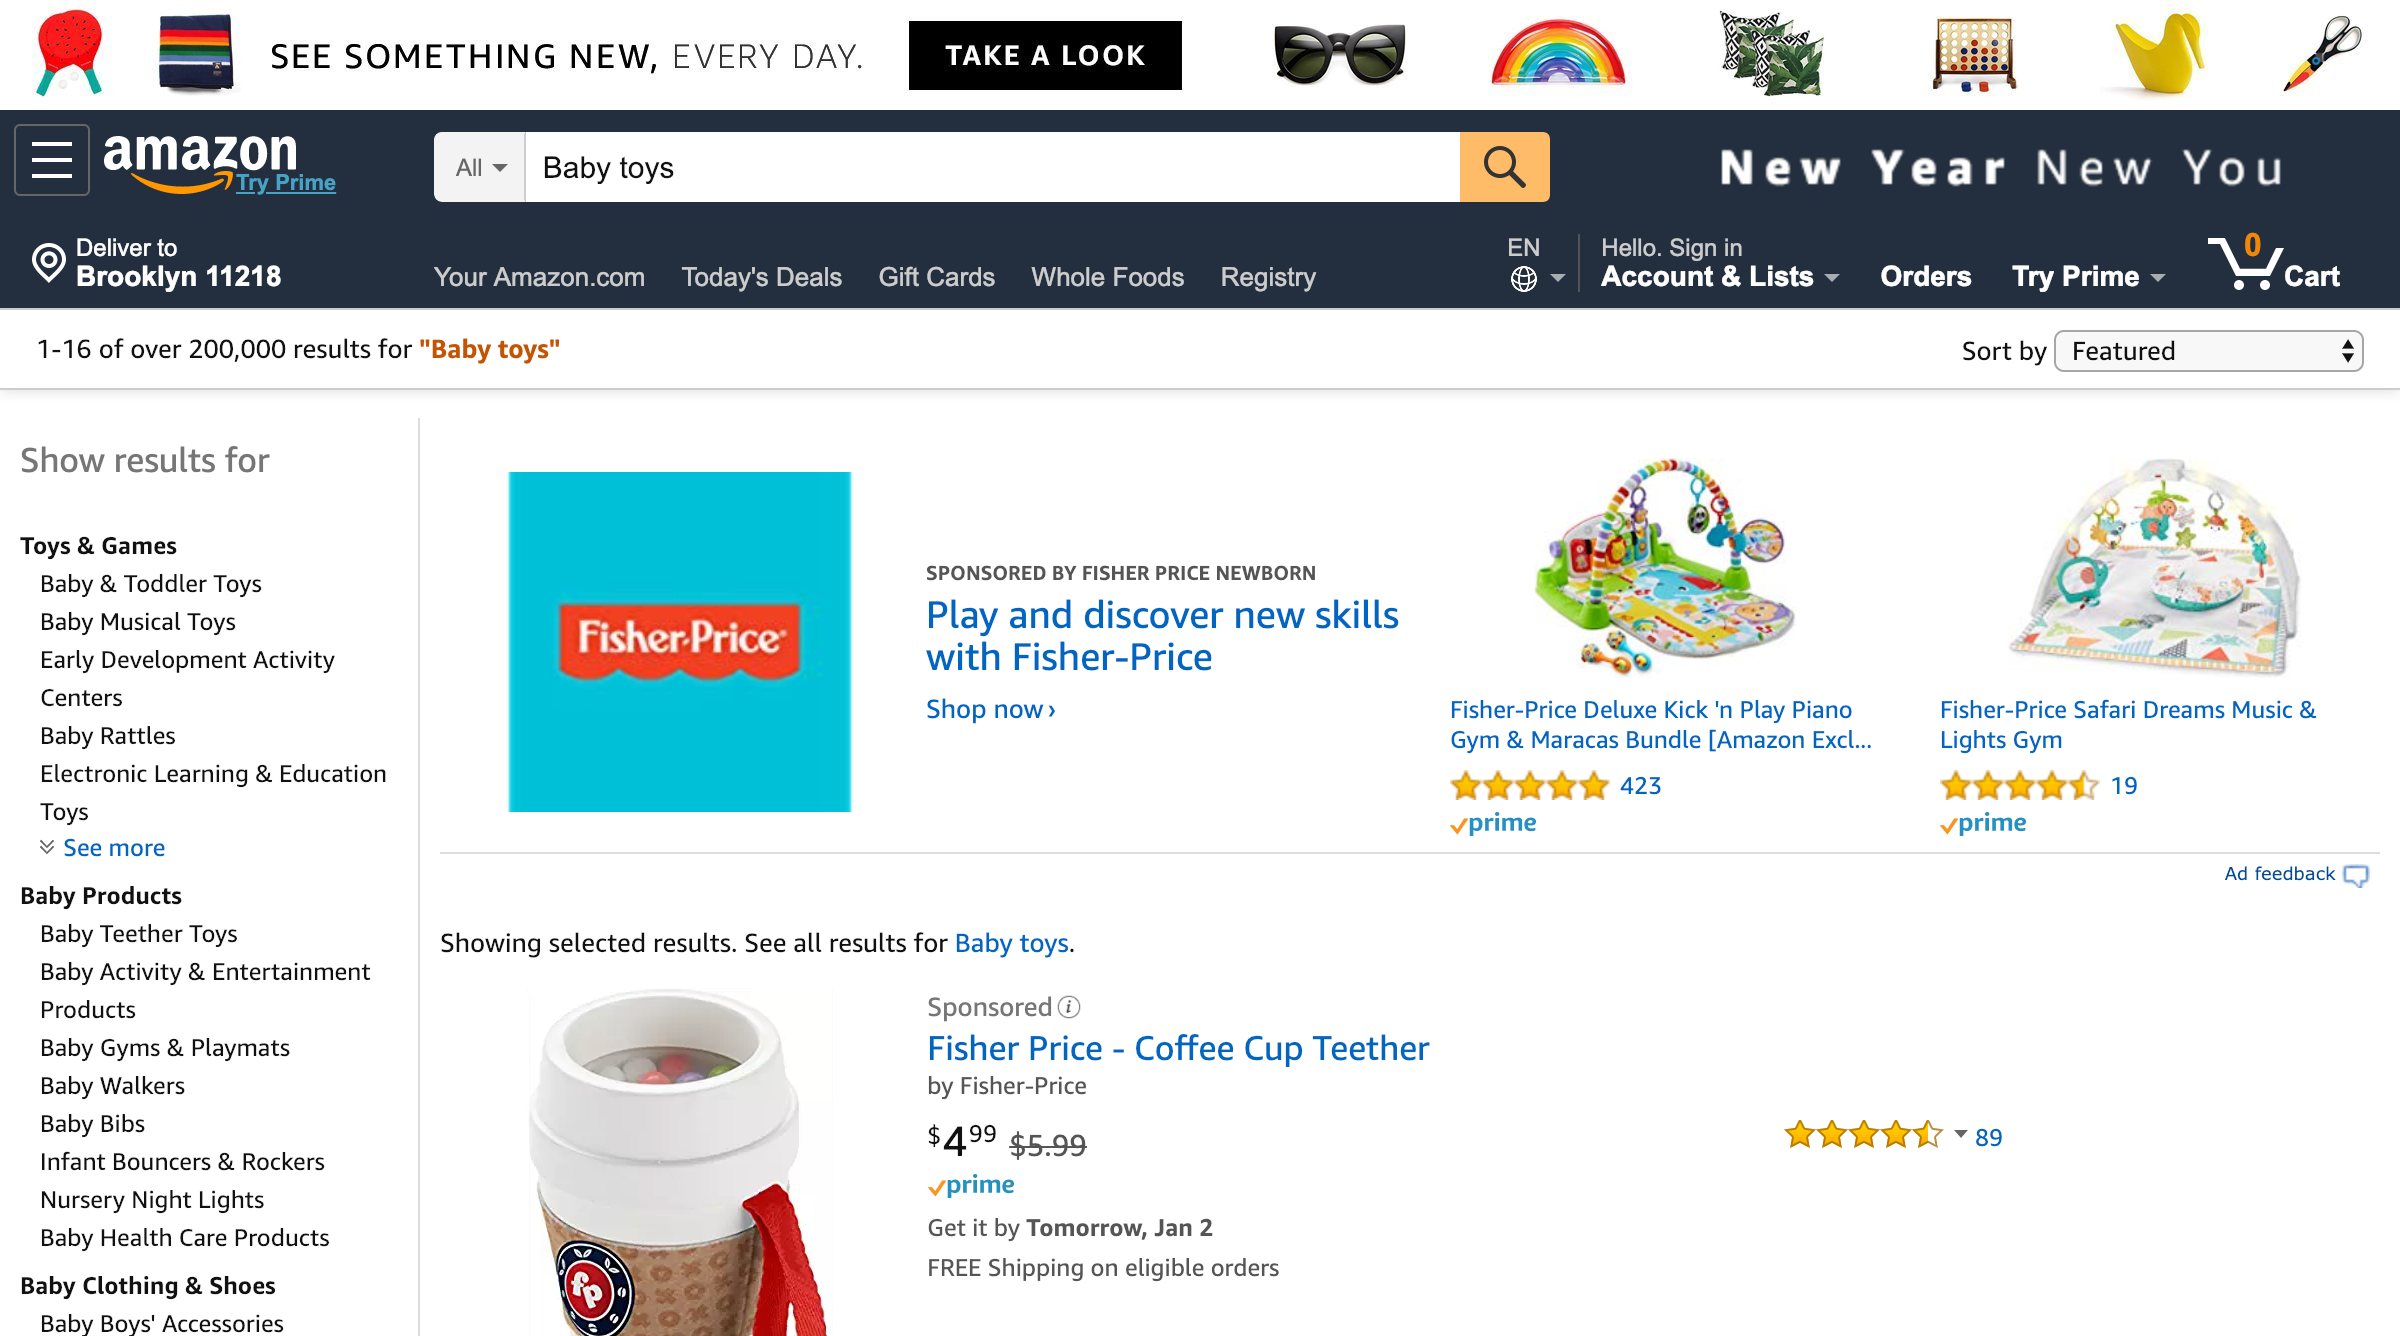 SEE SOMETHING NEW, EVERY DAY.
TAKE A LOOK
amazon
Try Prime
All
Baby toys
New Year New You
Deliver to
Brooklyn 11218
Your Amazon.com
Today's Deals
Gift Cards
Whole Foods
Registry
EN
Hello. Sign in
Account & Lists
Orders
Try Prime
0
Cart
1-16 of over 200,000 results for "Baby toys"
Sort by
Featured
Show results for
Toys & Games
Baby & Toddler Toys
Baby Musical Toys
Early Development Activity
Centers
Baby Rattles
Electronic Learning & Education
Toys
See more
Baby Products
Baby Teether Toys
Baby Activity & Entertainment
Products
Baby Gyms & Playmats
Baby Walkers
Baby Bibs
Infant Bouncers & Rockers
Nursery Night Lights
Baby Health Care Products
Baby Clothing & Shoes
Baby Boys' Accessories
Fisher-Price®
SPONSORED BY FISHER PRICE NEWBORN
Play and discover new skills
with Fisher-Price
Shop now ›
Fisher-Price Deluxe Kick 'n Play Piano
Gym & Maracas Bundle [Amazon Excl...
423
prime
Fisher-Price Safari Dreams Music &
Lights Gym
19
prime
Ad feedback
Showing selected results. See all results for Baby toys.
Sponsored
Fisher Price - Coffee Cup Teether
by Fisher-Price
$4 99 $5.99
prime
Get it by Tomorrow, Jan 2
FREE Shipping on eligible orders
89
fp